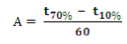 A = (t₇₀% − t₁₀%) / 60